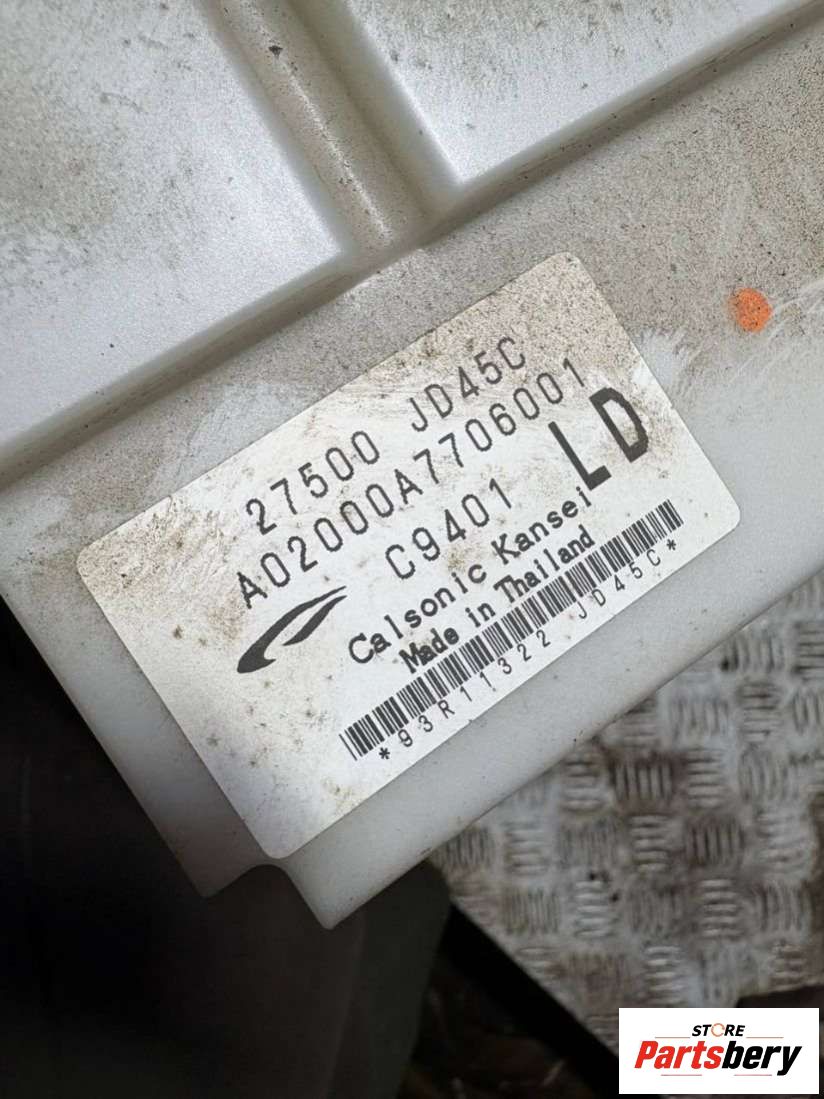 27500 JD45C
A02000A7706001
C9401 LD
Calsonic Kansei
Made in Thailand
*93R11322 JD45C*
STORE
Partsbery